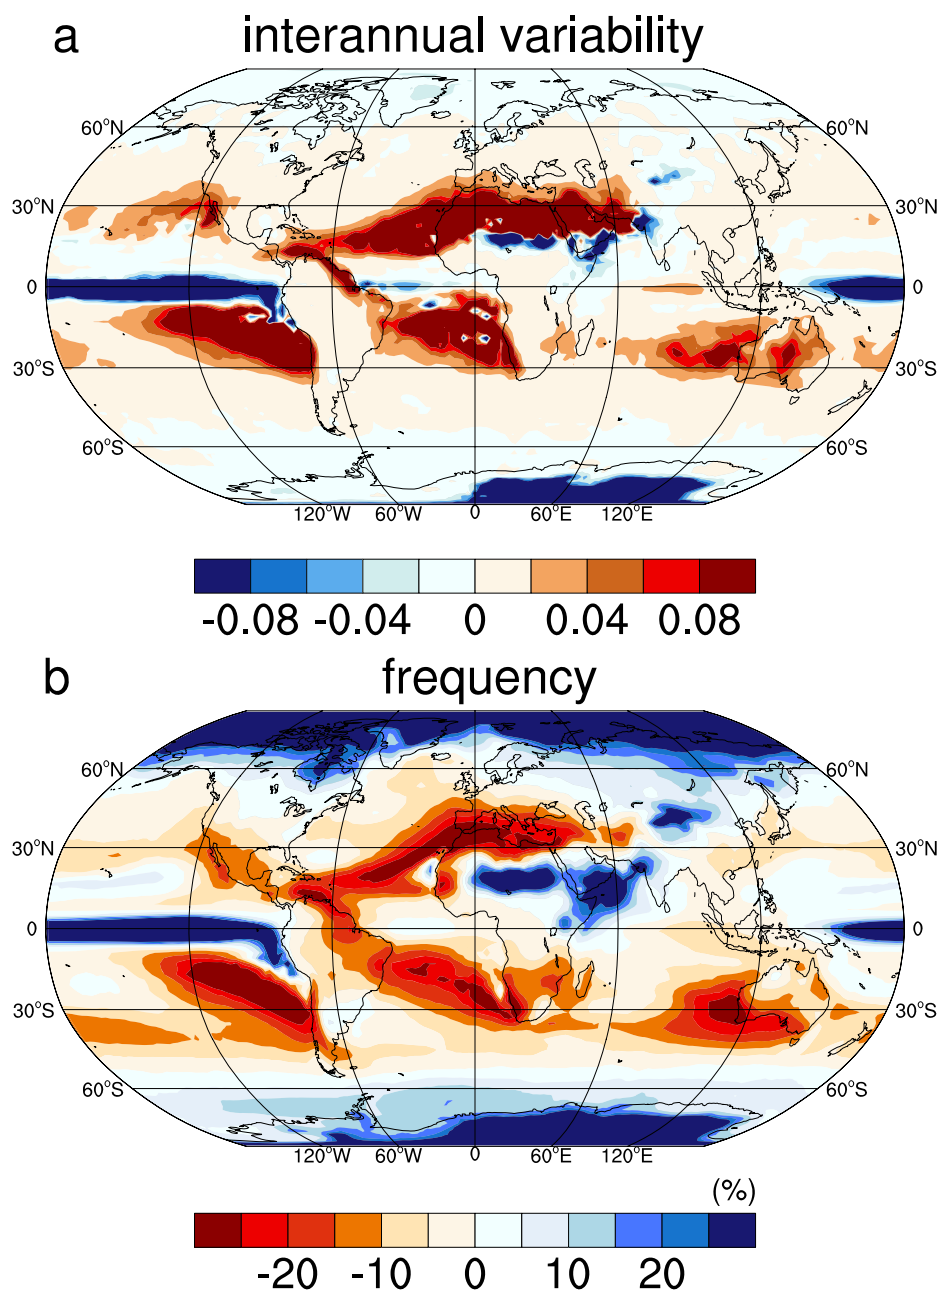 a interannual variability
60°N 60°N
30°N 30°N
0 0
30°S 30°S
60°S 60°S
120°W 60°W 0 60°E 120°E
-0.08 -0.04 0 0.04 0.08
b frequency
60°N 60°N
30°N 30°N
0 0
30°S 30°S
60°S 60°S
120°W 60°W 0 60°E 120°E
(%)
-20 -10 0 10 20